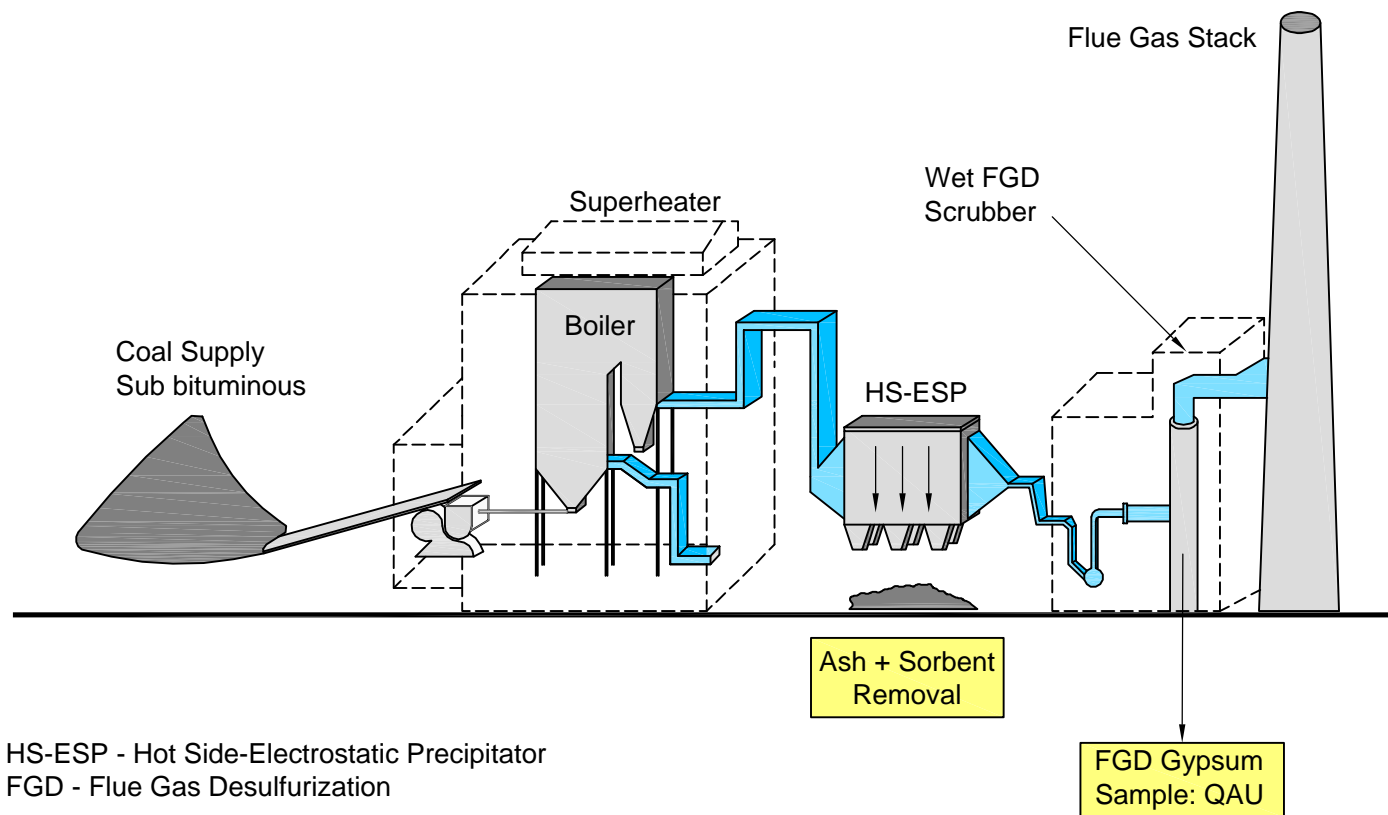 Flue Gas Stack
Wet FGD
Scrubber
Superheater
Boiler
Coal Supply
Sub bituminous
HS-ESP
Ash + Sorbent
Removal
HS-ESP - Hot Side-Electrostatic Precipitator
FGD - Flue Gas Desulfurization
FGD Gypsum
Sample: QAU